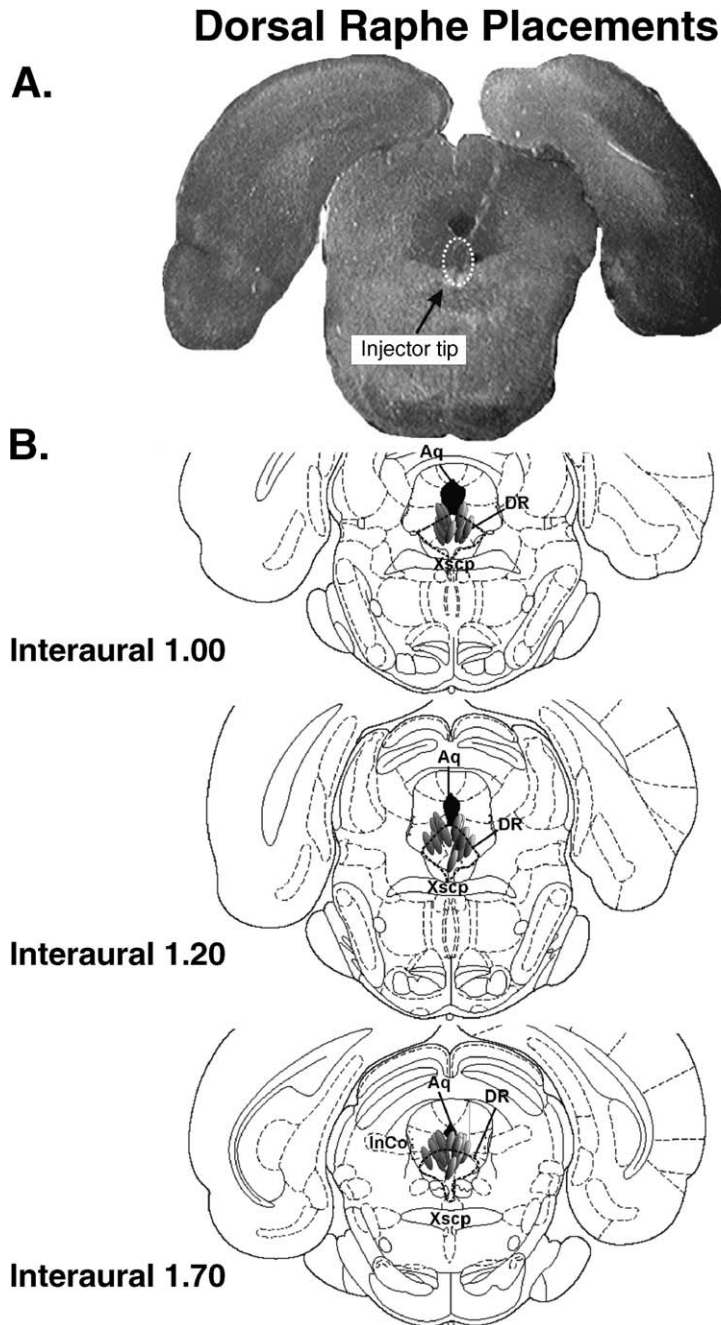 Dorsal Raphe Placements
A.
Injector tip
B.
Aq
DR
Xscp
Interaural 1.00
Aq
DR
Xscp
Interaural 1.20
Aq
DR
InCo
Xscp
Interaural 1.70